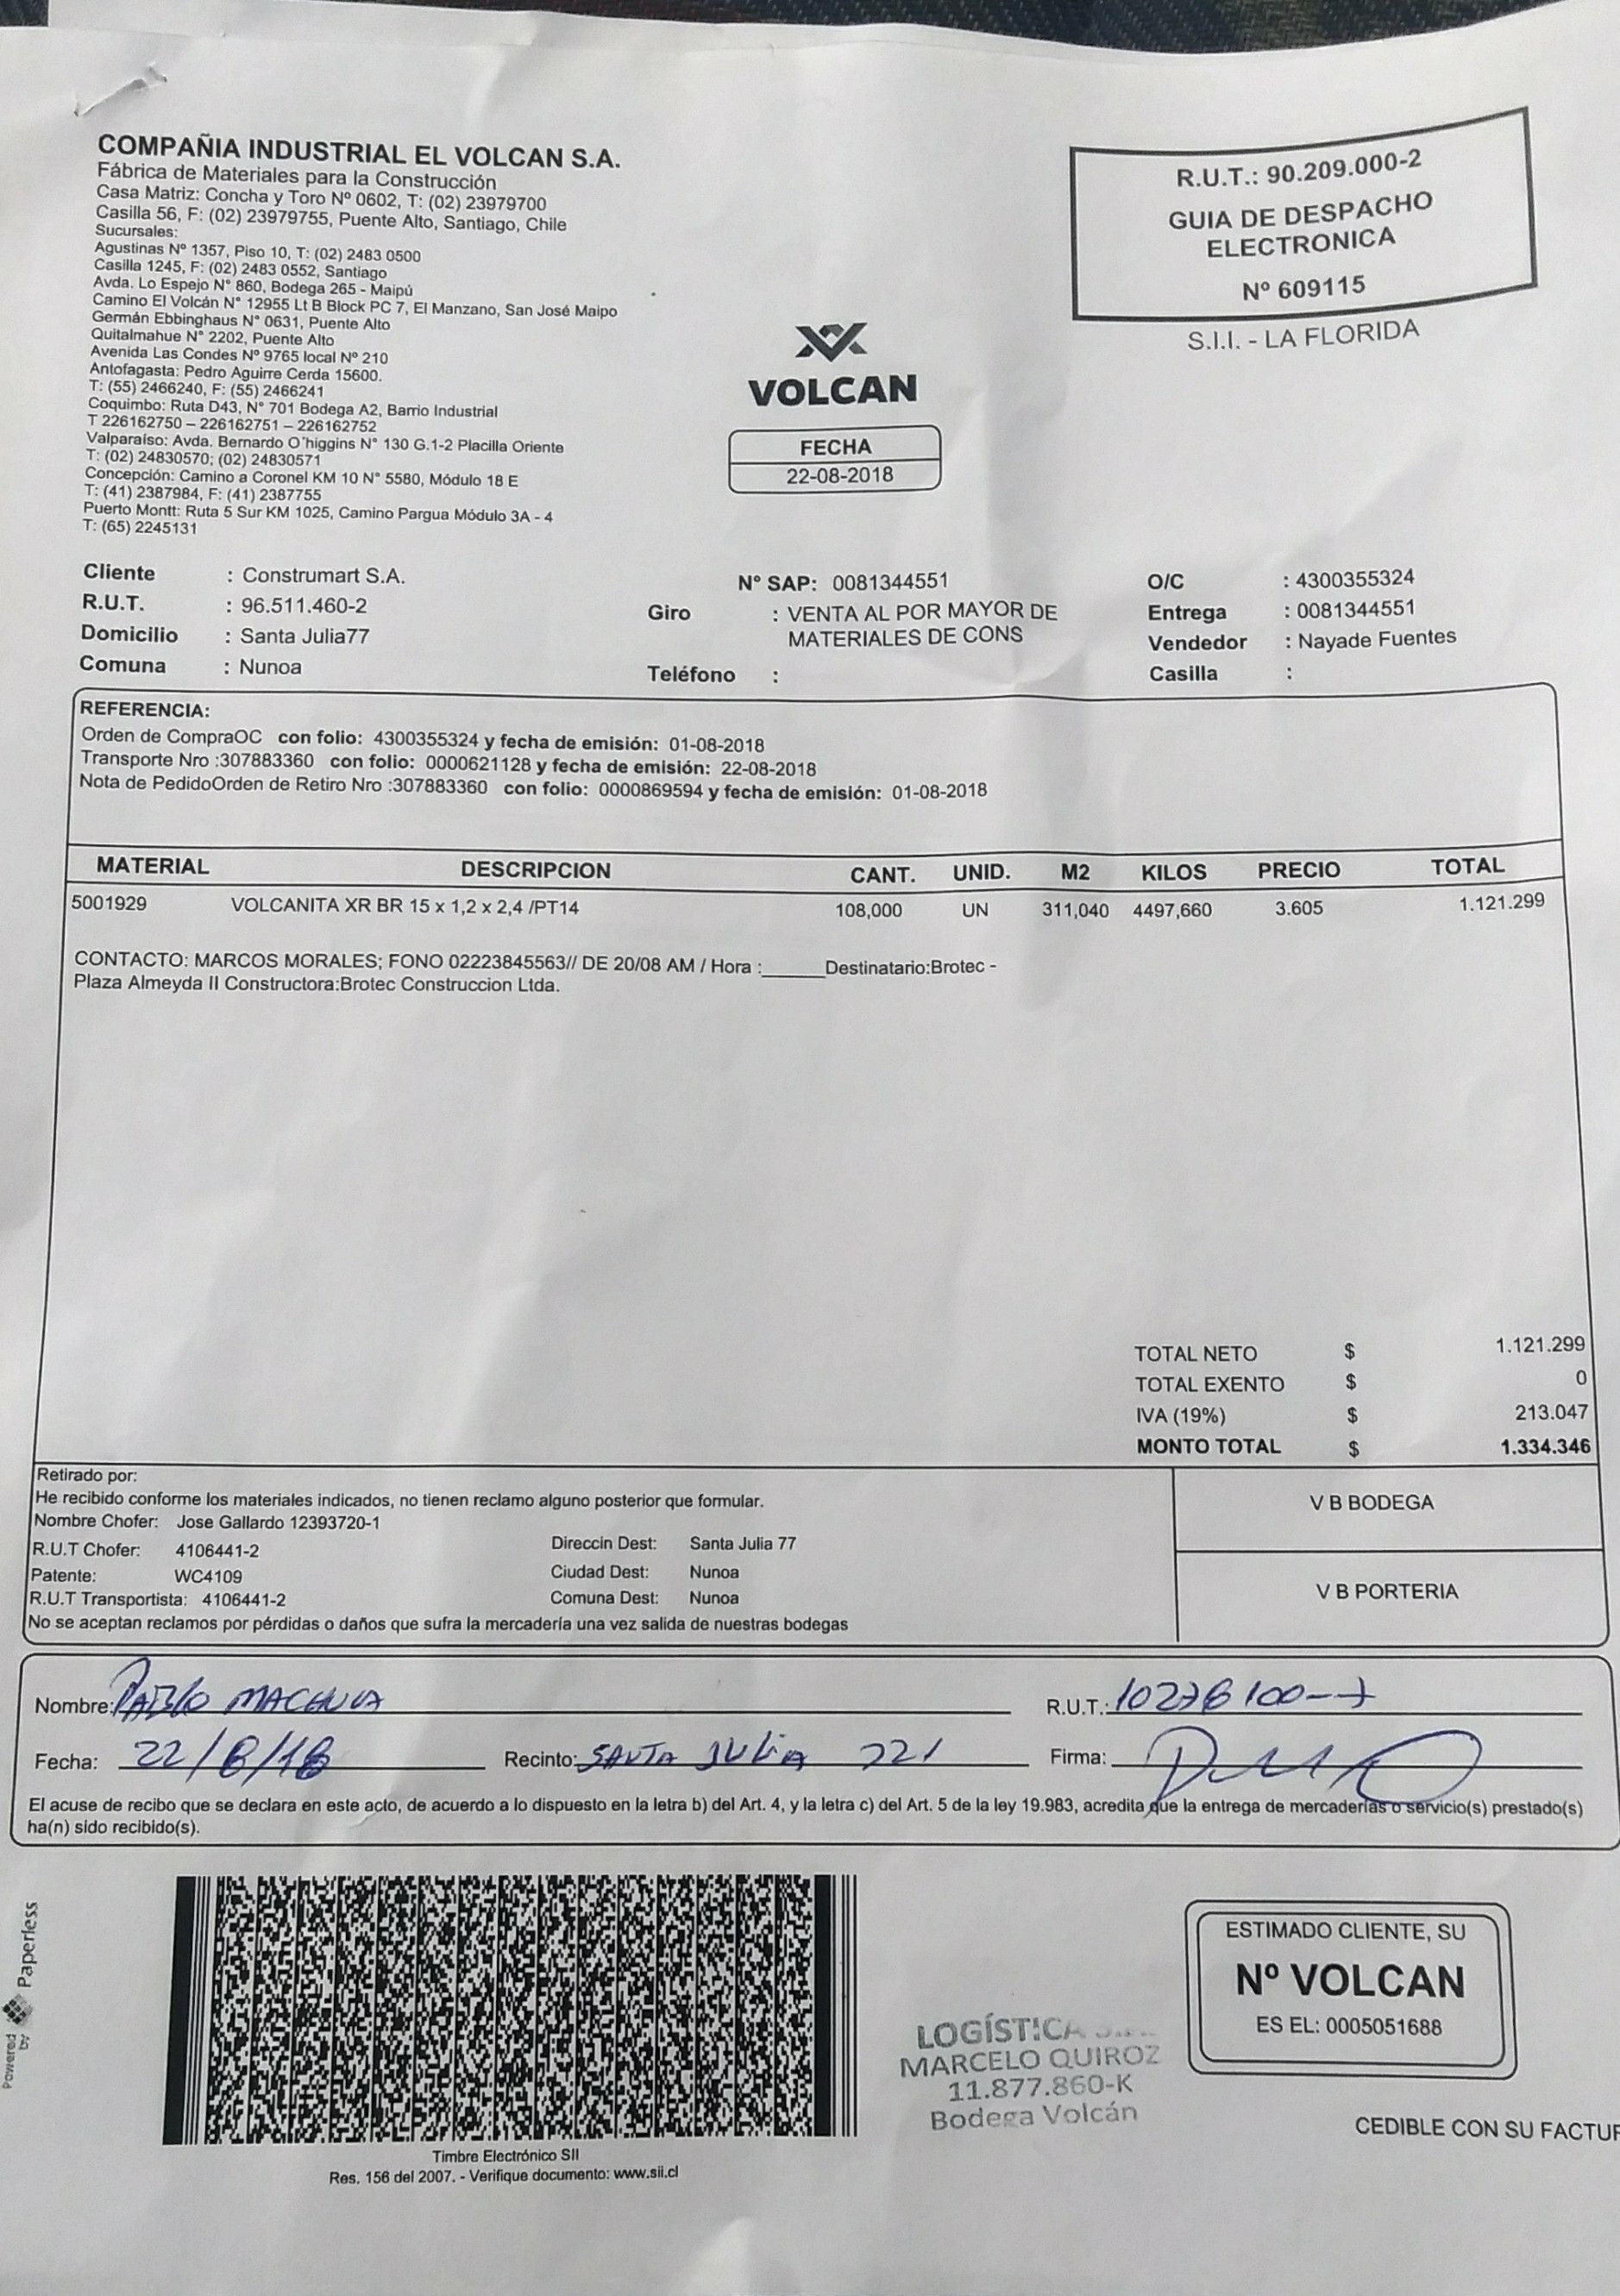 COMPAÑIA INDUSTRIAL EL VOLCAN S.A.
Fábrica de Materiales para la Construcción
Casa Matriz: Concha y Toro Nº 0602, T: (02) 23979700
Casilla 56, F: (02) 23979755, Puente Alto, Santiago, Chile
Sucursales:
Agustinas Nº 1357, Piso 10, T: (02) 2483 0500
Casilla 1245, F: (02) 2483 0552, Santiago
Avda. Lo Espejo N° 860, Bodega 265 - Maipú
Camino El Volcán N° 12955 Lt B Block PC 7, El Manzano, San José Maipo
Germán Ebbinghaus N° 0631, Puente Alto
Quitalmahue N° 2202, Puente Alto
Avenida Las Condes Nº 9765 local Nº 210
Antofagasta: Pedro Aguirre Cerda 15600.
T: (55) 2466240, F: (55) 2466241
Coquimbo: Ruta D43, N° 701 Bodega A2, Barrio Industrial
T 226162750 – 226162751 – 226162752
Valparaíso: Avda. Bernardo O´higgins N° 130 G.1-2 Placilla Oriente
T: (02) 24830570; (02) 24830571
Concepción: Camino a Coronel KM 10 N° 5580, Módulo 18 E
T: (41) 2387984, F: (41) 2387755
Puerto Montt: Ruta 5 Sur KM 1025, Camino Pargua Módulo 3A - 4
T: (65) 2245131
R.U.T.: 90.209.000-2
GUIA DE DESPACHO
ELECTRONICA
Nº 609115
S.I.I. - LA FLORIDA
VOLCAN
FECHA
22-08-2018
Cliente : Construmart S.A. N° SAP: 0081344551 O/C : 4300355324
R.U.T. : 96.511.460-2 Giro : VENTA AL POR MAYOR DE Entrega : 0081344551
Domicilio : Santa Julia77 MATERIALES DE CONS Vendedor : Nayade Fuentes
Comuna : Nunoa Teléfono : Casilla :
REFERENCIA:
Orden de CompraOC con folio: 4300355324 y fecha de emisión: 01-08-2018
Transporte Nro :307883360 con folio: 0000621128 y fecha de emisión: 22-08-2018
Nota de PedidoOrden de Retiro Nro :307883360 con folio: 0000869594 y fecha de emisión: 01-08-2018
MATERIAL DESCRIPCION CANT. UNID. M2 KILOS PRECIO TOTAL
5001929 VOLCANITA XR BR 15 x 1,2 x 2,4 /PT14 108,000 UN 311,040 4497,660 3.605 1.121.299
CONTACTO: MARCOS MORALES; FONO 02223845563// DE 20/08 AM / Hora :______Destinatario:Brotec -
Plaza Almeyda II Constructora:Brotec Construccion Ltda.
TOTAL NETO $ 1.121.299
TOTAL EXENTO $ 0
IVA (19%) $ 213.047
MONTO TOTAL $ 1.334.346
Retirado por:
He recibido conforme los materiales indicados, no tienen reclamo alguno posterior que formular.
Nombre Chofer: Jose Gallardo 12393720-1
R.U.T Chofer: 4106441-2 Direccin Dest: Santa Julia 77
Patente: WC4109 Ciudad Dest: Nunoa
R.U.T Transportista: 4106441-2 Comuna Dest: Nunoa
No se aceptan reclamos por pérdidas o daños que sufra la mercadería una vez salida de nuestras bodegas
V B BODEGA
V B PORTERIA
Nombre: PABLO R.U.T.:
Fecha: 22/8/18 Recinto: SANTA JULIA 221 Firma:
El acuse de recibo que se declara en este acto, de acuerdo a lo dispuesto en la letra b) del Art. 4, y la letra c) del Art. 5 de la ley 19.983, acredita que la entrega de mercaderías o servicio(s) prestado(s)
ha(n) sido recibido(s).
Powered by Paperless
Timbre Electrónico SII
Res. 156 del 2007. - Verifique documento: www.sii.cl
LOGÍSTICA
MARCELO QUIROZ
11.877.860-K
Bodega Volcán
ESTIMADO CLIENTE, SU
Nº VOLCAN
ES EL: 0005051688
CEDIBLE CON SU FACTUR